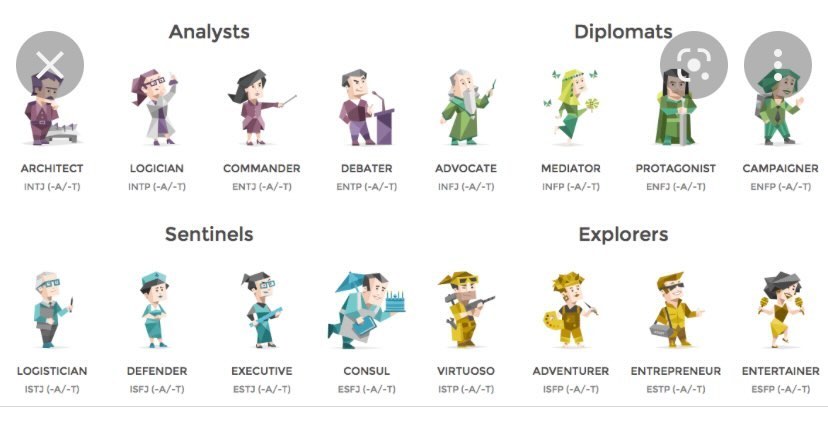 Analysts Diplomats
ARCHITECT LOGICIAN COMMANDER DEBATER ADVOCATE MEDIATOR PROTAGONIST CAMPAIGNER
INTJ (-A/-T) INTP (-A/-T) ENTJ (-A/-T) ENTP (-A/-T) INFJ (-A/-T) INFP (-A/-T) ENFJ (-A/-T) ENFP (-A/-T)
Sentinels Explorers
LOGISTICIAN DEFENDER EXECUTIVE CONSUL VIRTUOSO ADVENTURER ENTREPRENEUR ENTERTAINER
ISTJ (-A/-T) ISFJ (-A/-T) ESTJ (-A/-T) ESFJ (-A/-T) ISTP (-A/-T) ISFP (-A/-T) ESTP (-A/-T) ESFP (-A/-T)